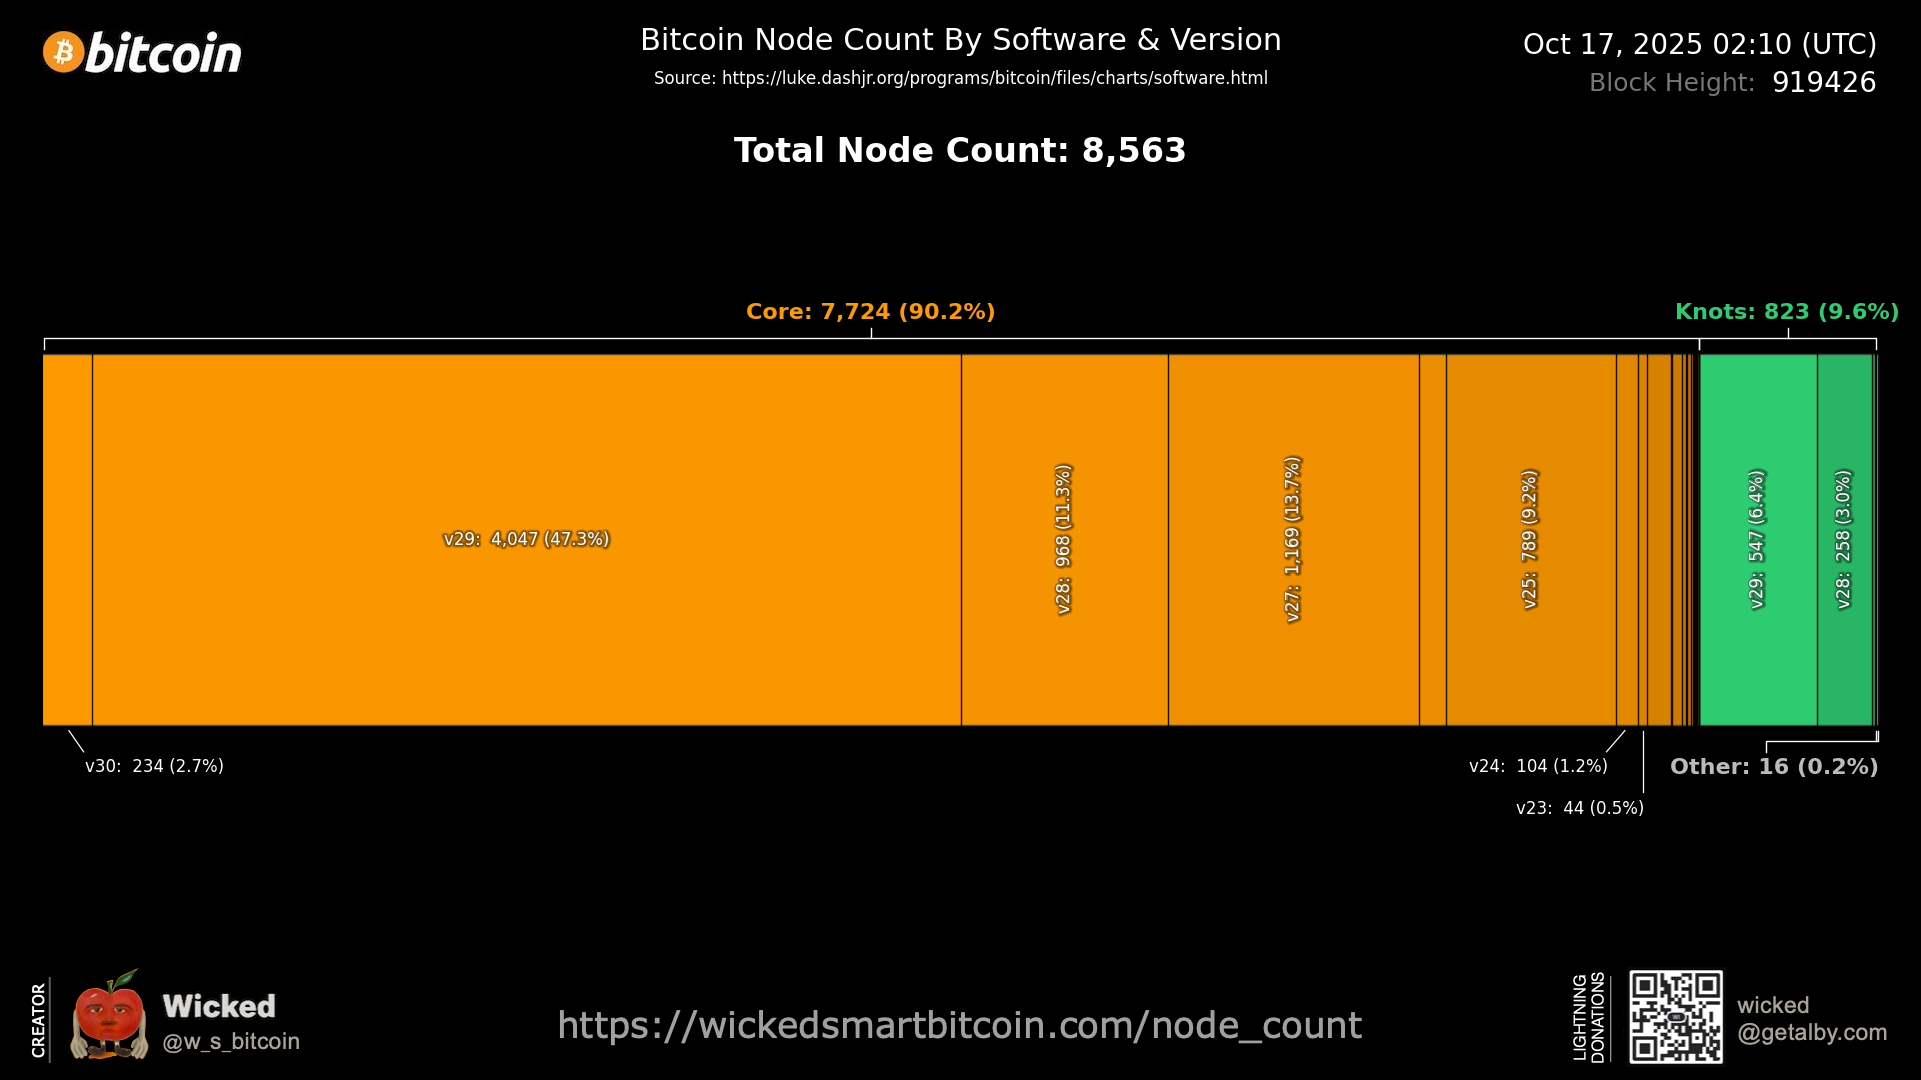 bitcoin
Bitcoin Node Count By Software & Version
Source: https://luke.dashjr.org/programs/bitcoin/files/charts/software.html
Oct 17, 2025 02:10 (UTC)
Block Height: 919426
Total Node Count: 8,563
Core: 7,724 (90.2%)
Knots: 823 (9.6%)
v29: 4,047 (47.3%)
v28: 968 (11.3%)
v27: 1,169 (13.7%)
v25: 789 (9.2%)
v29: 547 (6.4%)
v28: 258 (3.0%)
v30: 234 (2.7%)
v24: 104 (1.2%)
Other: 16 (0.2%)
v23: 44 (0.5%)
CREATOR
Wicked
@w_s_bitcoin
https://wickedsmartbitcoin.com/node_count
LIGHTNING
DONATIONS
wicked
@getalby.com